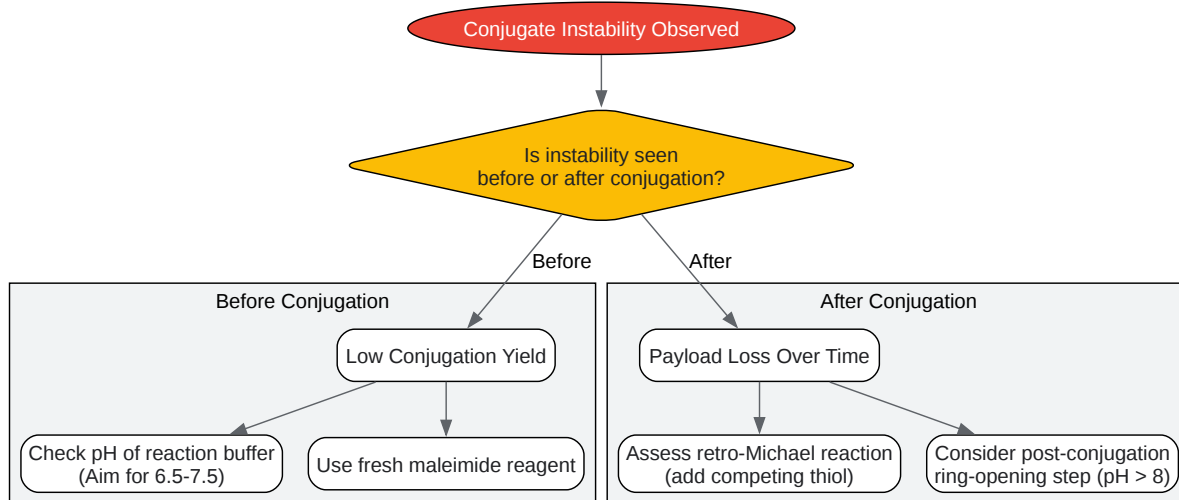 Conjugate Instability Observed
Is instability seen
before or after conjugation?
Before
After
Before Conjugation
Low Conjugation Yield
Check pH of reaction buffer
(Aim for 6.5-7.5)
Use fresh maleimide reagent
After Conjugation
Payload Loss Over Time
Assess retro-Michael reaction
(add competing thiol)
Consider post-conjugation
ring-opening step (pH > 8)